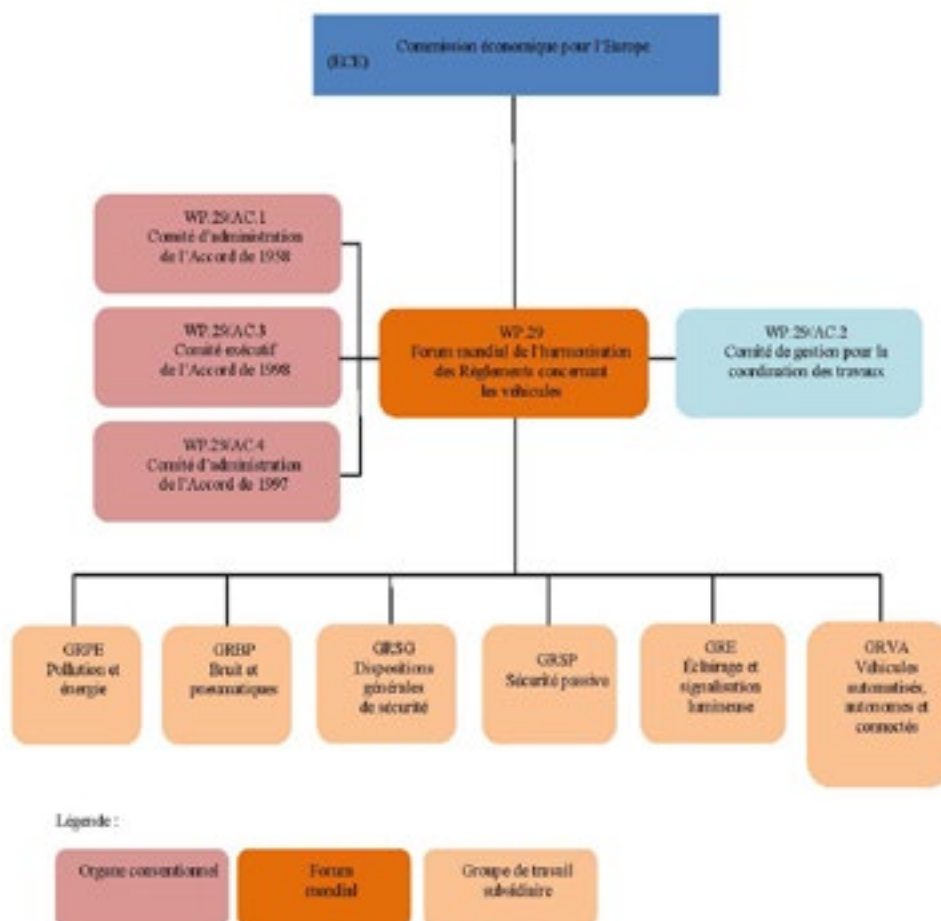 Commission économique pour l'Europe
(ECE)
WP.29/AC.1
Comité d'administration
de l'Accord de 1958
WP.29/AC.3
Comité exécutif
de l'Accord de 1998
WP.29/AC.4
Comité d'administration
de l'Accord de 1997
WP.29
Forum mondial de l'harmonisation
des Règlements concernant
les véhicules
WP.29/AC.2
Comité de gestion pour la
coordination des travaux
GRPE
Pollution et
énergie
GRBP
Bruit et
pneumatiques
GRSG
Dispositions
générales
de sécurité
GRSP
Sécurité passive
GRE
Éclairage et
signalisation
lumineuse
GRVA
Véhicules
automatisés,
autonomes et
connectés
Légende :
Organe conventionnel
Forum
mondial
Groupe de travail
subsidiaire